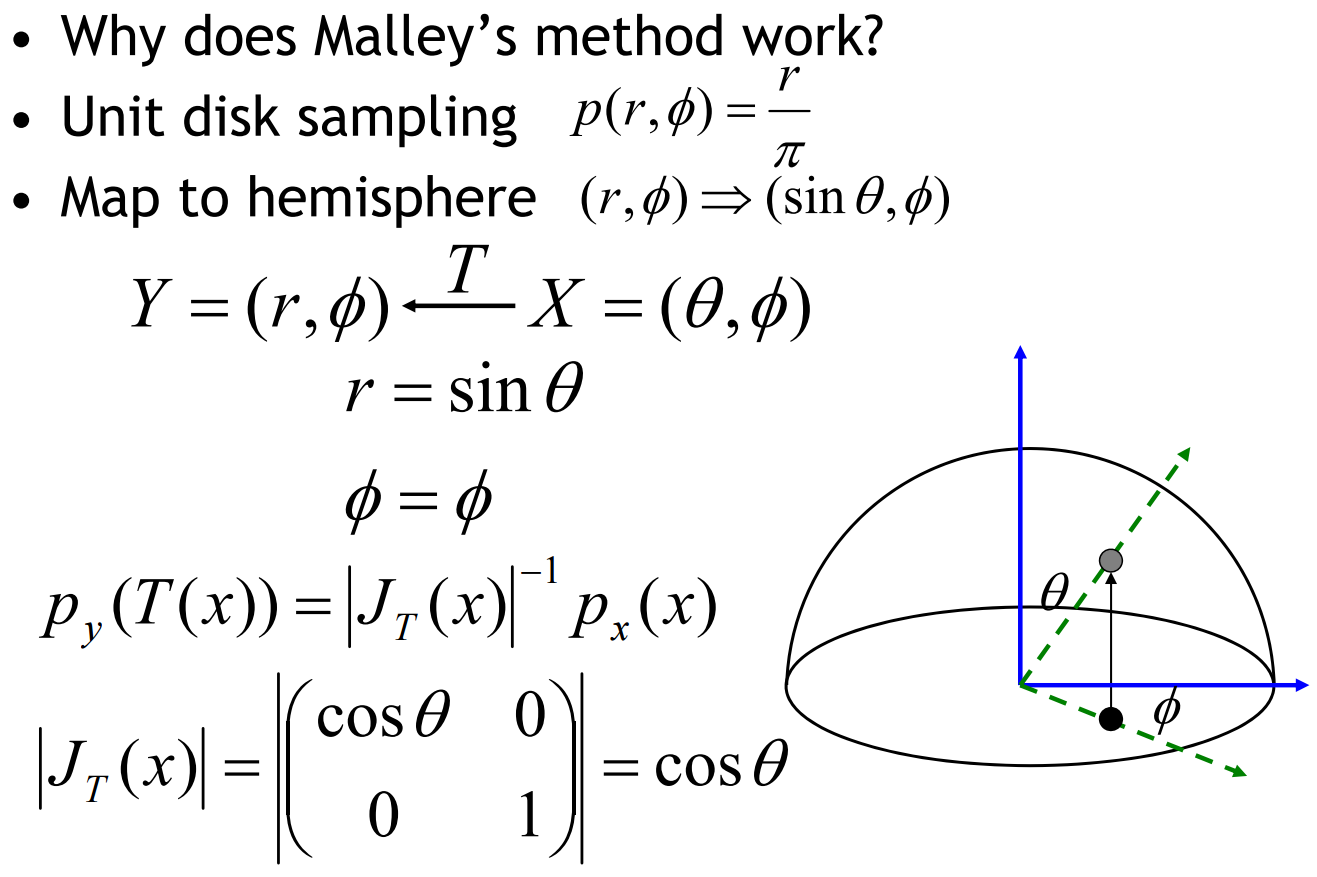 • Why does Malley's method work?
• Unit disk sampling p(r,ϕ) = r/π
• Map to hemisphere (r,ϕ) ⇒ (sin θ,ϕ)
Y = (r,ϕ) ←T X = (θ,ϕ)
r = sin θ
ϕ = ϕ
p_y(T(x)) = |J_T(x)|^{-1} p_x(x)
|J_T(x)| = |(cos θ 0
0 1)| = cos θ
θ
ϕ